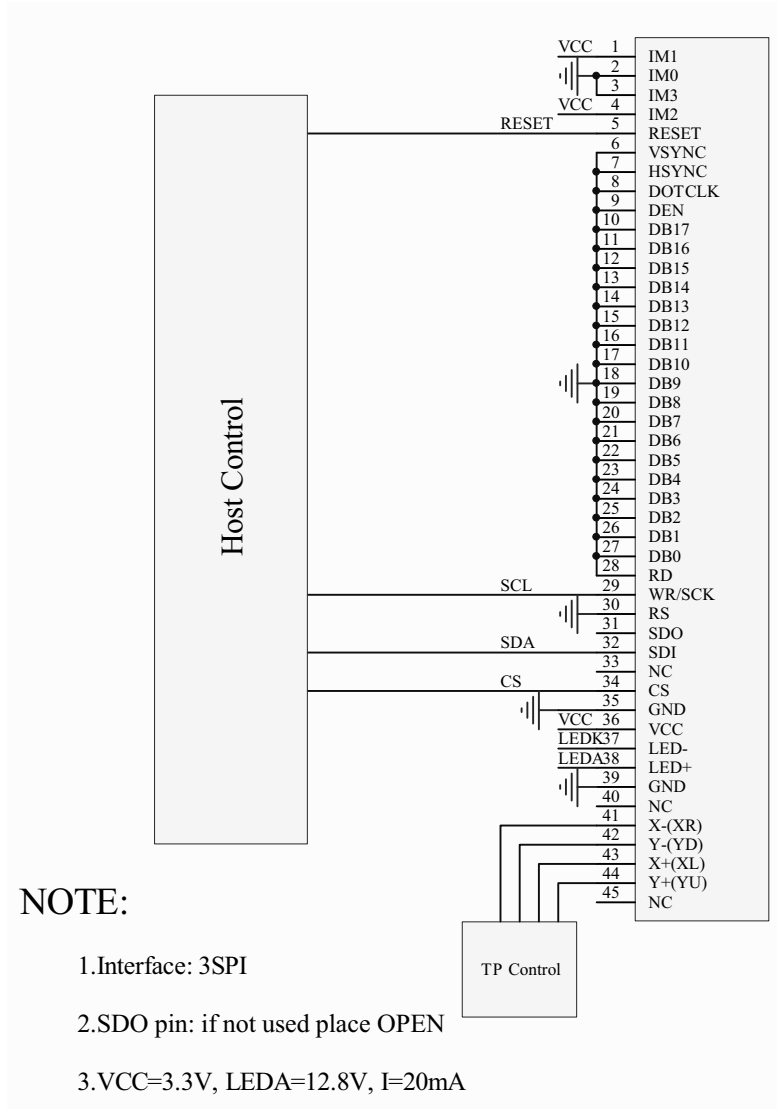 VCC 1 IM1
2 IM0
3 IM3
VCC 4 IM2
RESET 5 RESET
6 VSYNC
7 HSYNC
8 DOTCLK
9 DEN
10 DB17
11 DB16
12 DB15
13 DB14
14 DB13
15 DB12
16 DB11
17 DB10
18 DB9
19 DB8
20 DB7
21 DB6
22 DB5
23 DB4
24 DB3
25 DB2
26 DB1
27 DB0
28 RD
SCL 29 WR/SCK
30 RS
31 SDO
SDA 32 SDI
33 NC
CS 34 CS
35 GND
VCC 36 VCC
LEDK37 LED-
LEDA38 LED+
39 GND
40 NC
41 X-(XR)
42 Y-(YD)
43 X+(XL)
44 Y+(YU)
45 NC
Host Control
TP Control
NOTE:
1.Interface: 3SPI
2.SDO pin: if not used place OPEN
3.VCC=3.3V, LEDA=12.8V, I=20mA